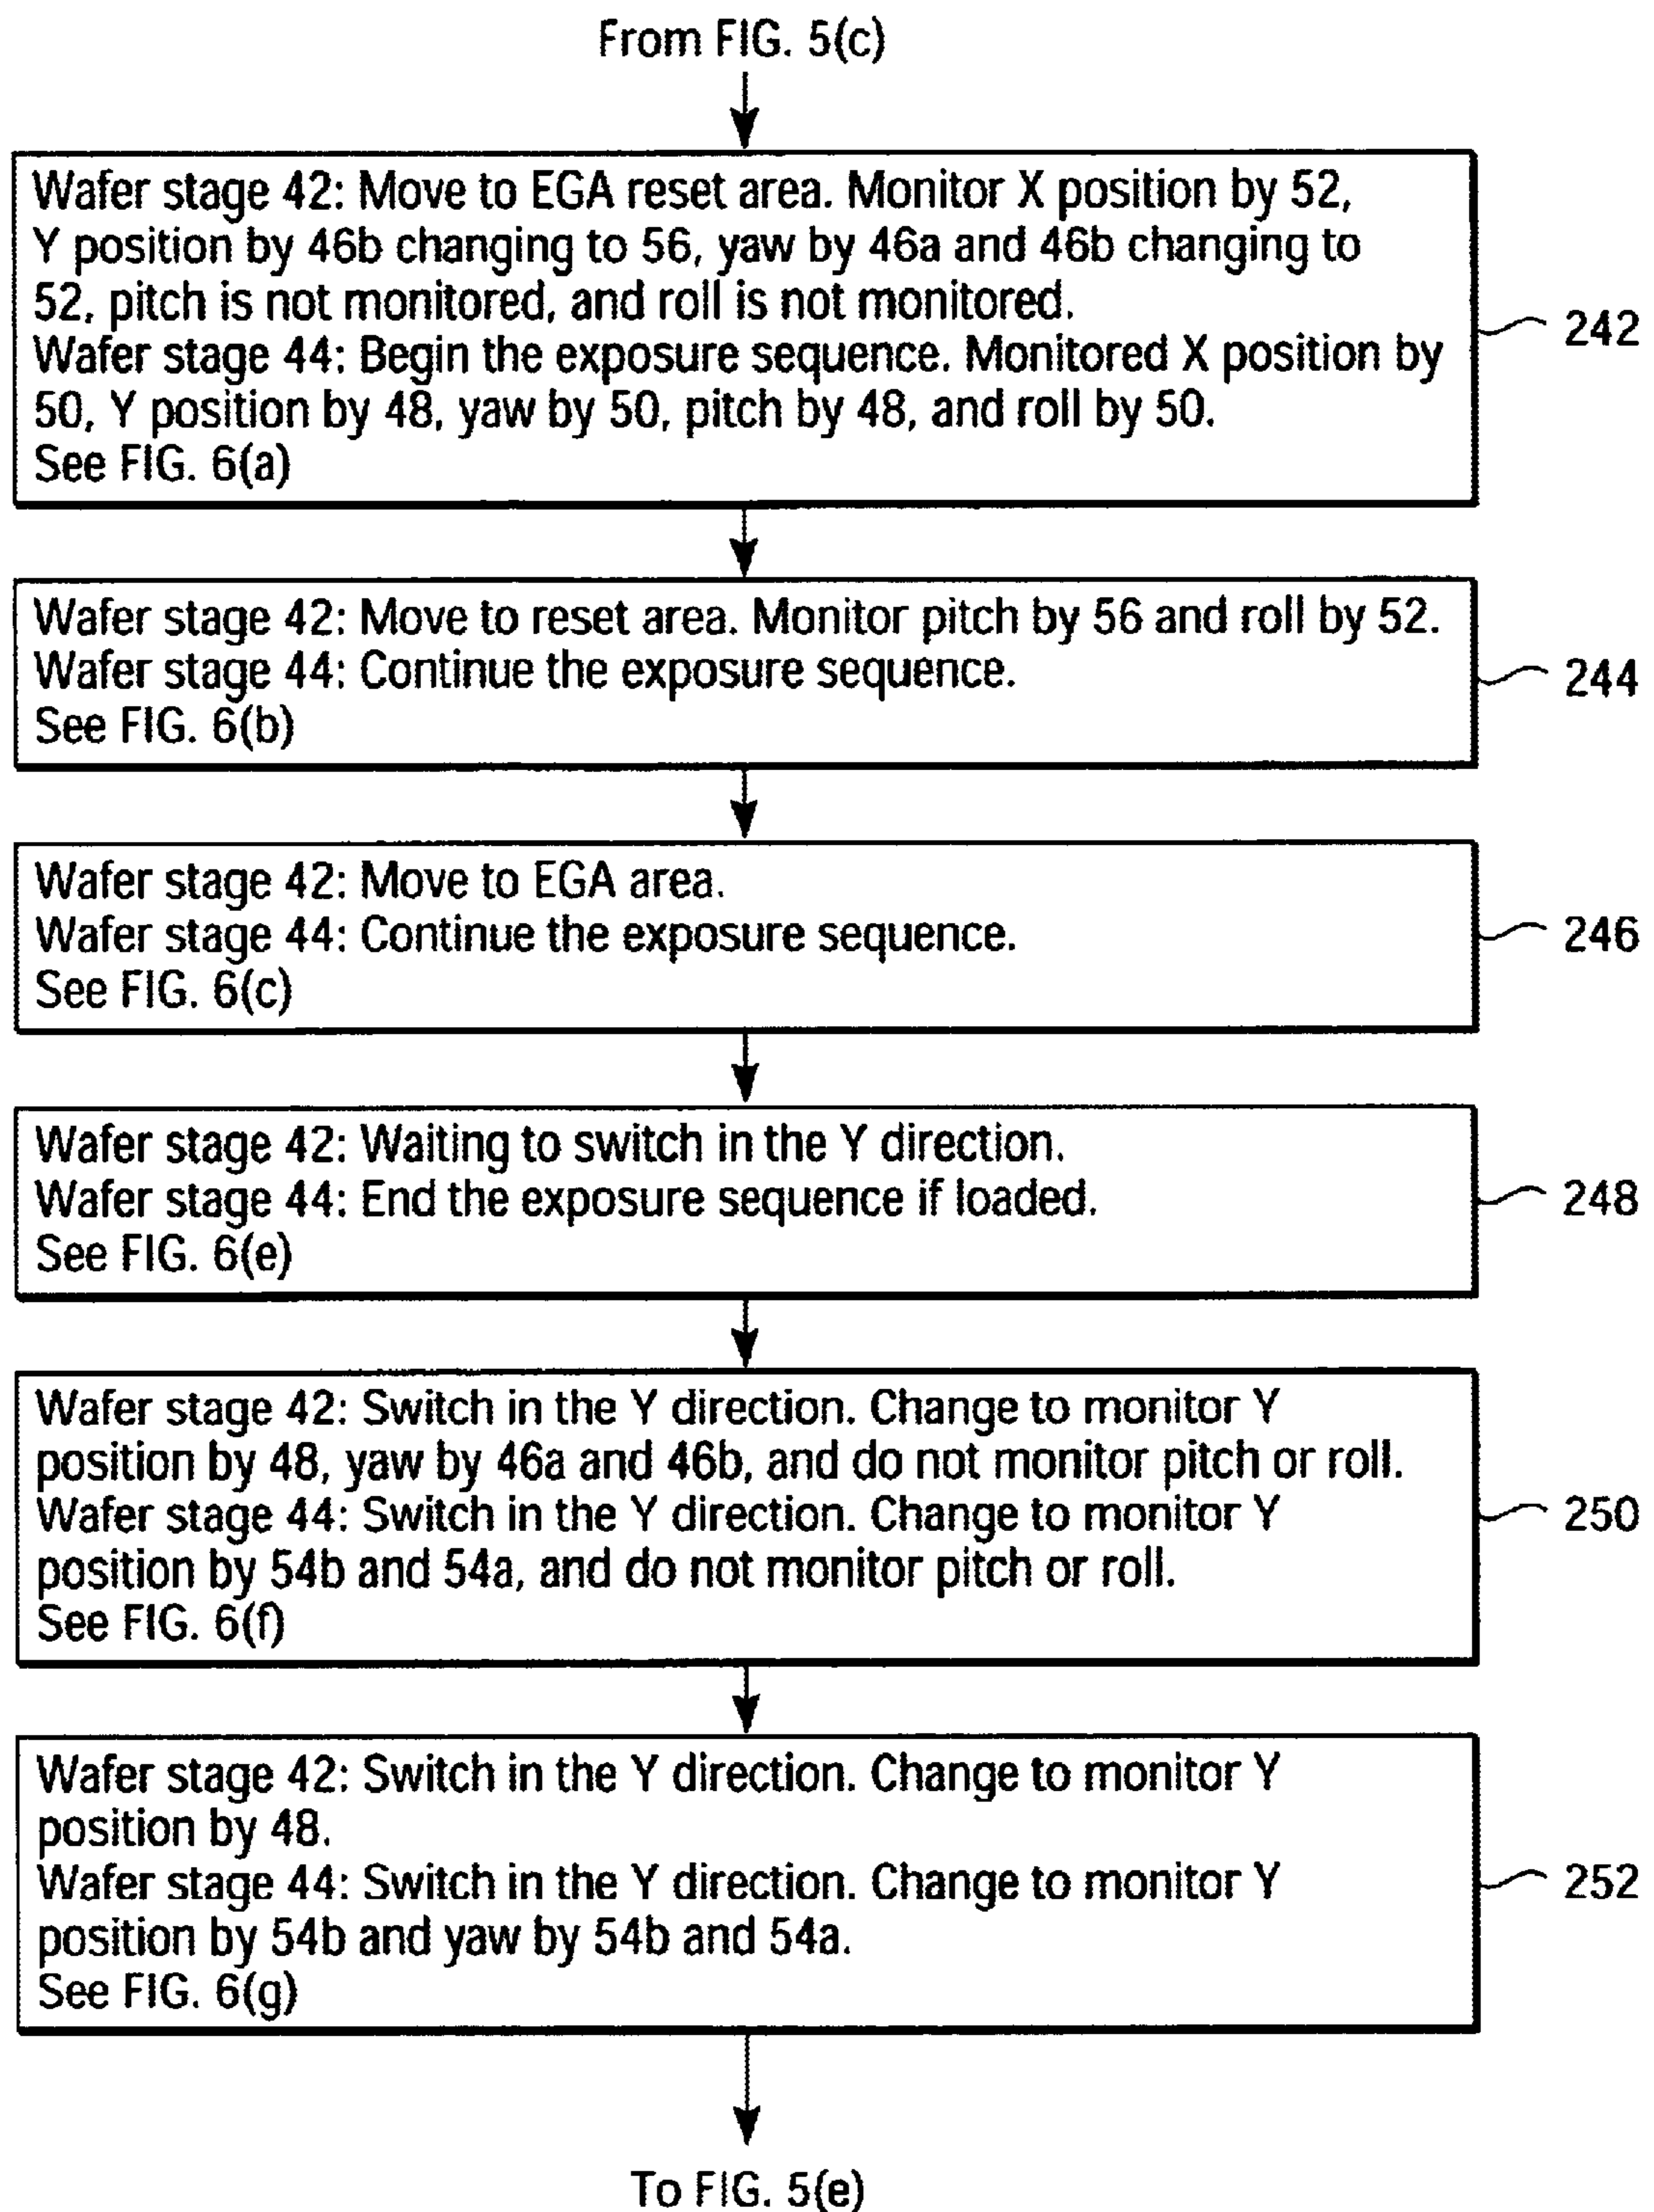 From FIG. 5(c)
Wafer stage 42: Move to EGA reset area. Monitor X position by 52,
Y position by 46b changing to 56, yaw by 46a and 46b changing to
52, pitch is not monitored, and roll is not monitored.
Wafer stage 44: Begin the exposure sequence. Monitored X position by
50, Y position by 48, yaw by 50, pitch by 48, and roll by 50.
See FIG. 6(a)
242
Wafer stage 42: Move to reset area. Monitor pitch by 56 and roll by 52.
Wafer stage 44: Continue the exposure sequence.
See FIG. 6(b)
244
Wafer stage 42: Move to EGA area.
Wafer stage 44: Continue the exposure sequence.
See FIG. 6(c)
246
Wafer stage 42: Waiting to switch in the Y direction.
Wafer stage 44: End the exposure sequence if loaded.
See FIG. 6(e)
248
Wafer stage 42: Switch in the Y direction. Change to monitor Y
position by 48, yaw by 46a and 46b, and do not monitor pitch or roll.
Wafer stage 44: Switch in the Y direction. Change to monitor Y
position by 54b and 54a, and do not monitor pitch or roll.
See FIG. 6(f)
250
Wafer stage 42: Switch in the Y direction. Change to monitor Y
position by 48.
Wafer stage 44: Switch in the Y direction. Change to monitor Y
position by 54b and yaw by 54b and 54a.
See FIG. 6(g)
252
To FIG. 5(e)